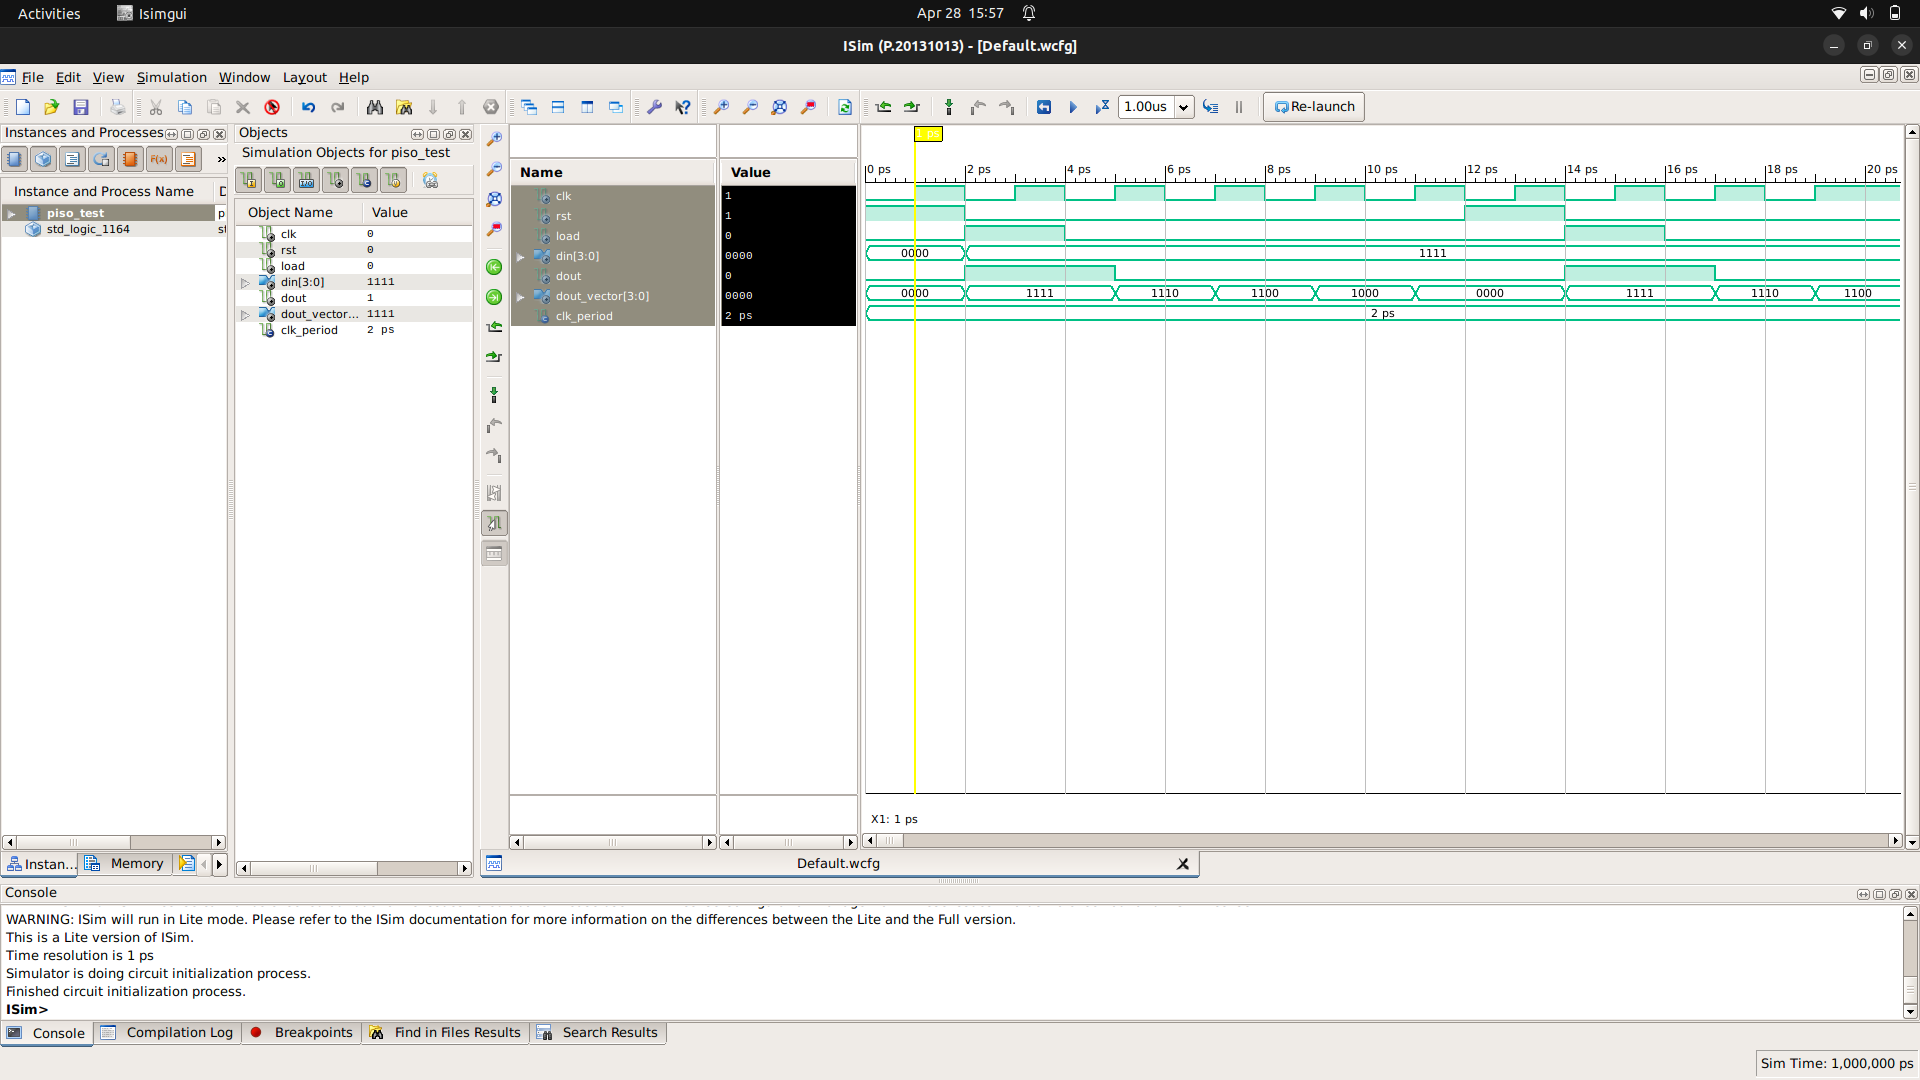 Activities Isimgui Apr 28 15:57
ISim (P.20131013) - [Default.wcfg]
File Edit View Simulation Window Layout Help
1.00us Re-launch
Instances and Processes
F(x) »
Instance and Process Name D
piso_test p
std_logic_1164 st
Instan... Memory
Objects
Simulation Objects for piso_test
Object Name Value
clk 0
rst 0
load 0
din[3:0] 1111
dout 1
dout_vector... 1111
clk_period 2 ps
Name Value
clk 1
rst 1
load 0
din[3:0] 0000
dout 0
dout_vector[3:0] 0000
clk_period 2 ps
0 ps 2 ps 4 ps 6 ps 8 ps 10 ps 12 ps 14 ps 16 ps 18 ps 20 ps
0000 1111
0000 1111 1110 1100 1000 0000 1111 1110 1100
2 ps
X1: 1 ps
Default.wcfg
Console
WARNING: ISim will run in Lite mode. Please refer to the ISim documentation for more information on the differences between the Lite and the Full version.
This is a Lite version of ISim.
Time resolution is 1 ps
Simulator is doing circuit initialization process.
Finished circuit initialization process.
ISim>
Console Compilation Log Breakpoints Find in Files Results Search Results
Sim Time: 1,000,000 ps